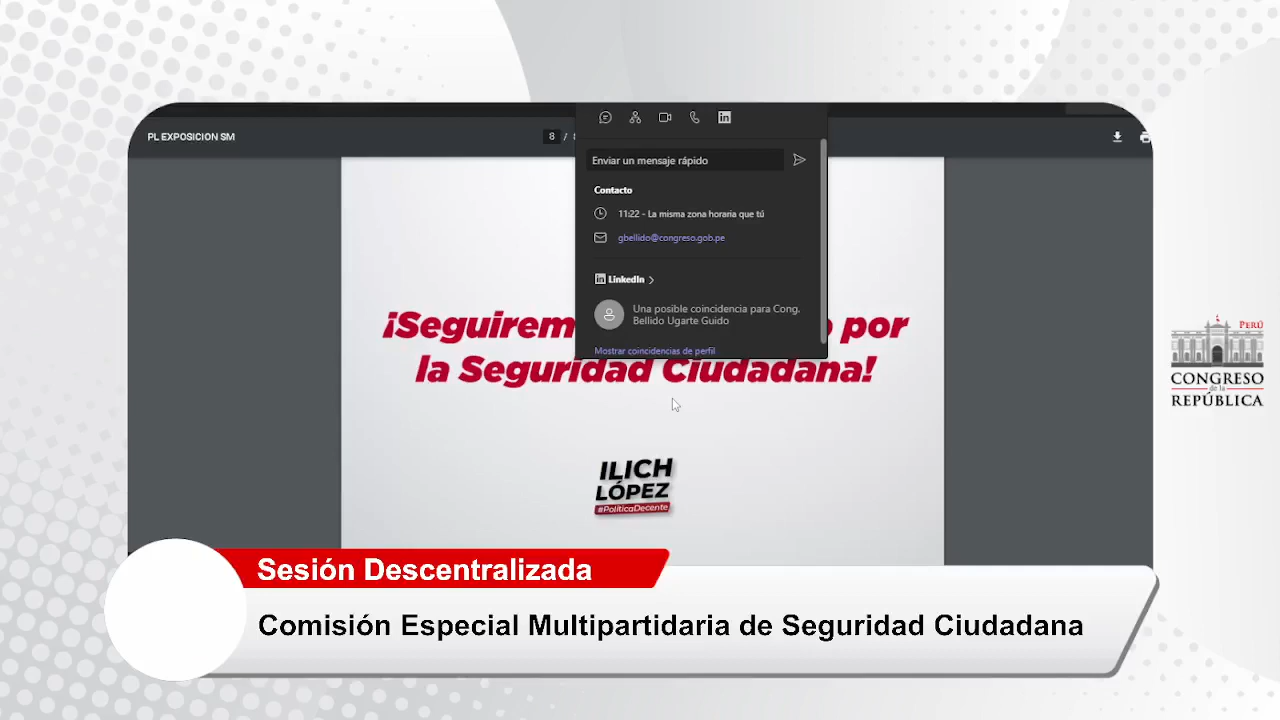 PL EXPOSICION SM
8 /
Enviar un mensaje rápido
Contacto
11:22 - La misma zona horaria que tú
gbellido@congreso.gob.pe
LinkedIn
Una posible coincidencia para Cong.
Bellido Ugarte Guido
Mostrar coincidencias de perfil
¡Seguirem o por
la Seguridad Ciudadana!
ILICH
LÓPEZ
#PolíticaDecente
PERÚ
CONGRESO
de la
REPÚBLICA
Sesión Descentralizada
Comisión Especial Multipartidaria de Seguridad Ciudadana